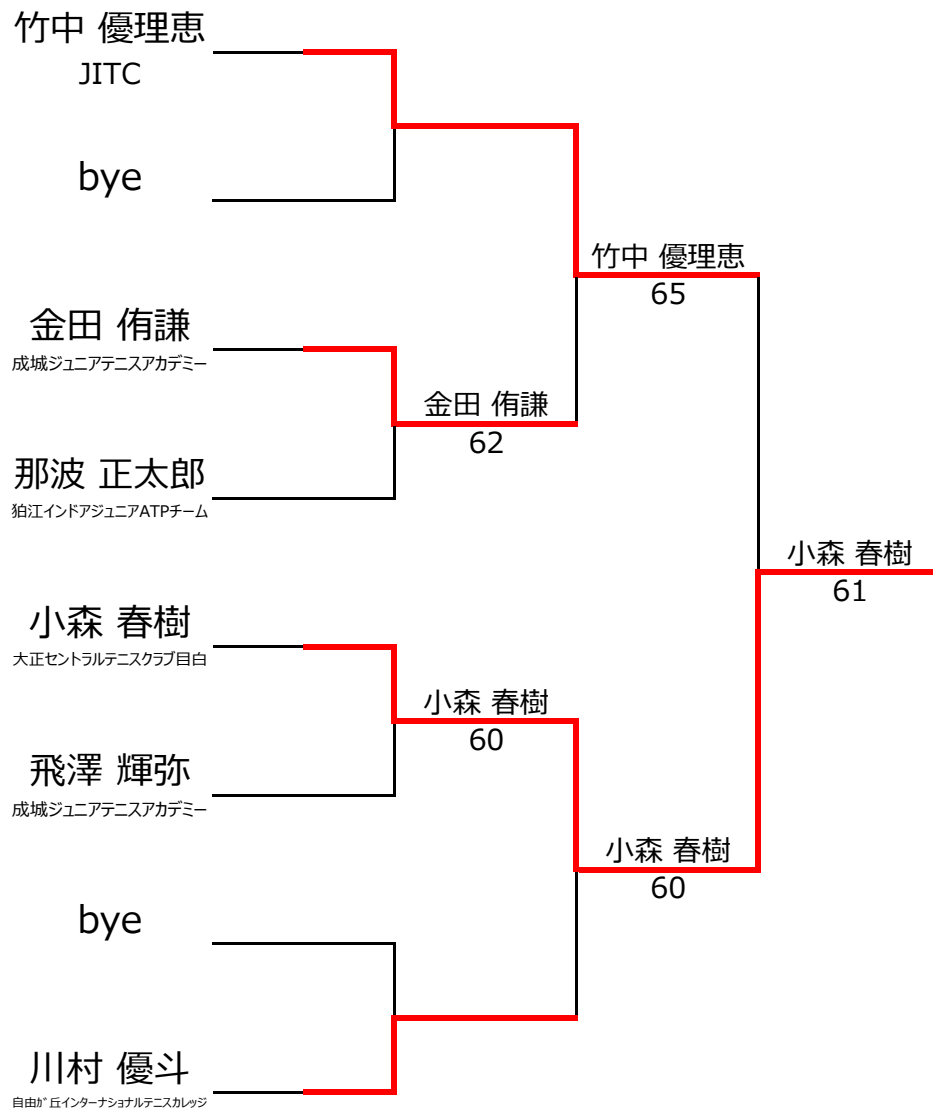 竹中 優理恵
JITC
bye
竹中 優理恵
65
金田 侑謙
成城ジュニアテニスアカデミー
金田 侑謙
62
那波 正太郎
狛江インドアジュニアATPチーム
小森 春樹
61
小森 春樹
大正セントラルテニスクラブ目白
小森 春樹
60
飛澤 輝弥
成城ジュニアテニスアカデミー
小森 春樹
60
bye
川村 優斗
自由が丘インターナショナルテニスカレッジ